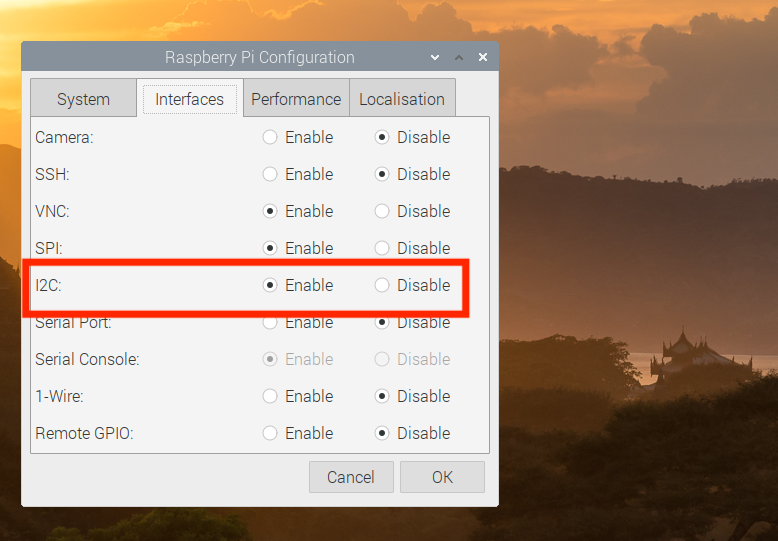 Raspberry Pi Configuration
System Interfaces Performance Localisation
Camera: Enable Disable
SSH: Enable Disable
VNC: Enable Disable
SPI: Enable Disable
I2C: Enable Disable
Serial Port: Enable Disable
Serial Console: Enable Disable
1-Wire: Enable Disable
Remote GPIO: Enable Disable
Cancel OK